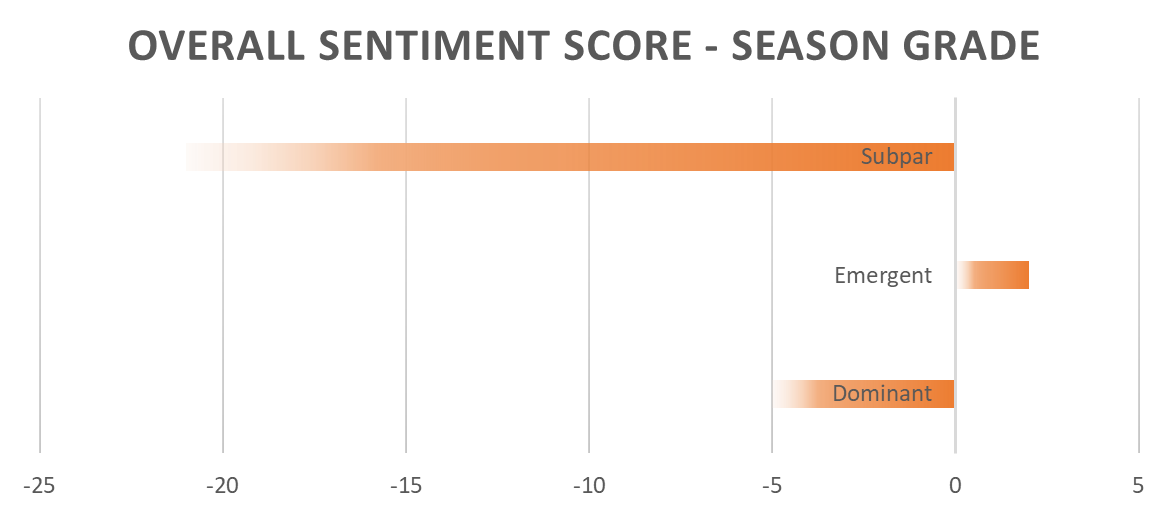 OVERALL SENTIMENT SCORE - SEASON GRADE
Subpar
Emergent
Dominant
-25 -20 -15 -10 -5 0 5